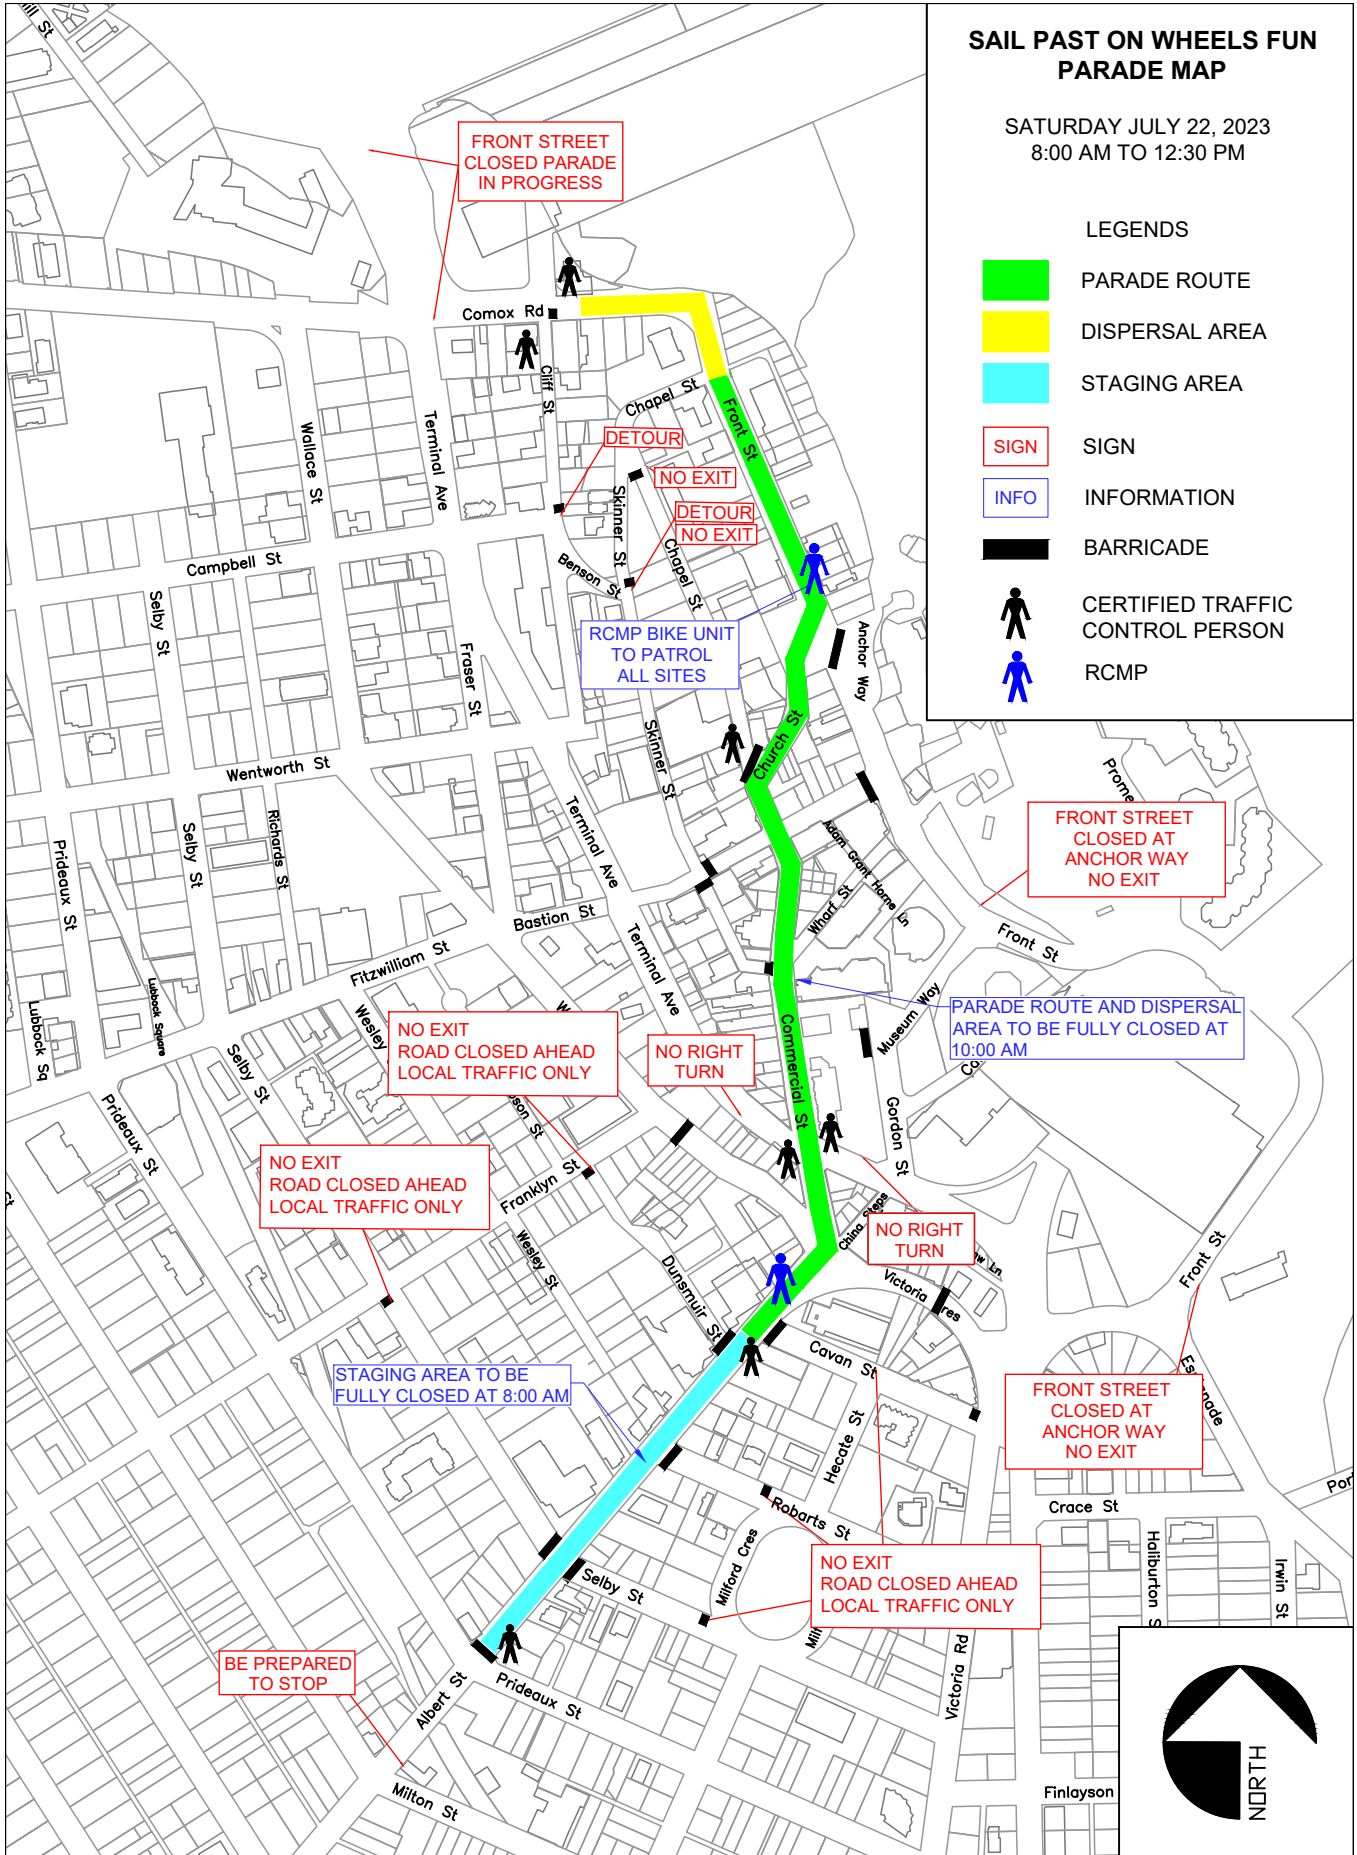 SAIL PAST ON WHEELS FUN
PARADE MAP
SATURDAY JULY 22, 2023
8:00 AM TO 12:30 PM
LEGENDS
PARADE ROUTE
DISPERSAL AREA
STAGING AREA
SIGN
SIGN
INFO
INFORMATION
BARRICADE
CERTIFIED TRAFFIC
CONTROL PERSON
RCMP
FRONT STREET
CLOSED PARADE
IN PROGRESS
Comox Rd
Cliff St
Chapel St
Front St
Wallace St
Terminal Ave
DETOUR
NO EXIT
DETOUR
NO EXIT
Skinner St
Chapel St
Benson St
Campbell St
Selby St
Fraser St
RCMP BIKE UNIT
TO PATROL
ALL SITES
Anchor Way
Church St
Skinner St
Wentworth St
Terminal Ave
Richards St
Selby St
Prideaux St
Adam Grant Horne Ln
Wharf St
FRONT STREET
CLOSED AT
ANCHOR WAY
NO EXIT
Prome
Front St
Bastion St
Fitzwilliam St
Terminal Ave
Lubbock Square
Lubbock Sq
Wesley
W
Museum Way
Ca
PARADE ROUTE AND DISPERSAL
AREA TO BE FULLY CLOSED AT
10:00 AM
NO EXIT
ROAD CLOSED AHEAD
LOCAL TRAFFIC ONLY
NO RIGHT
TURN
Commercial St
Selby St
Prideaux St
son St
Gordon St
NO EXIT
ROAD CLOSED AHEAD
LOCAL TRAFFIC ONLY
Franklyn St
China Steps
NO RIGHT
TURN
w Ln
Victoria
res
Front St
Wesley St
Dunsmuir St
Cavan St
STAGING AREA TO BE
FULLY CLOSED AT 8:00 AM
FRONT STREET
CLOSED AT
ANCHOR WAY
NO EXIT
Es
nade
Hecate St
Port
Crace St
Robarts St
Milford Cres
Haliburton S
Irwin St
NO EXIT
ROAD CLOSED AHEAD
LOCAL TRAFFIC ONLY
Selby St
Milf
Victoria Rd
BE PREPARED
TO STOP
Albert St
Prideaux St
Milton St
Finlayson
NORTH